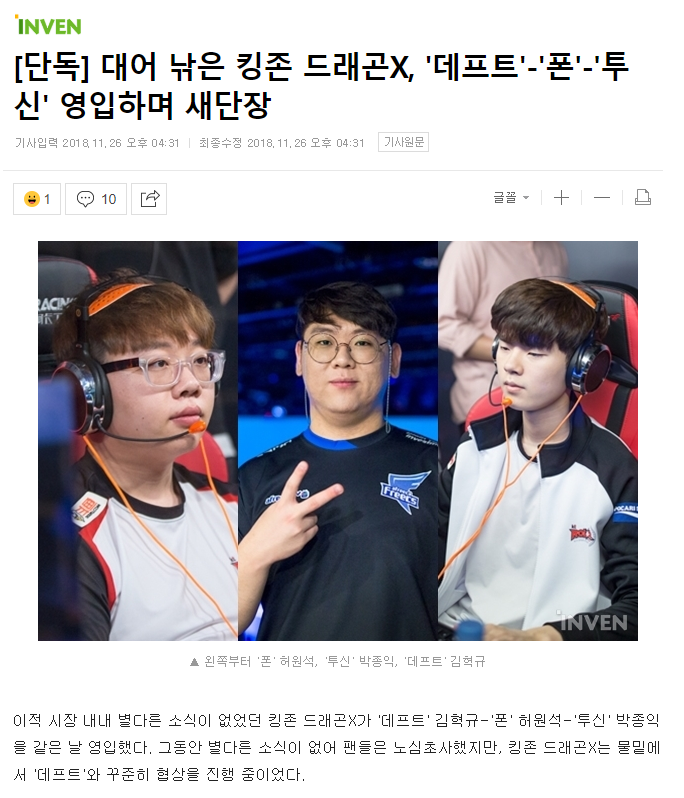 INVEN
[단독] 대어 낚은 킹존 드래곤X, '데프트'-'폰'-'투
신' 영입하며 새단장
기사입력 2018.11.26 오후 04:31 최종수정 2018.11.26 오후 04:31 기사원문
1 10 글꼴
RACING
Freecs
POCARI
INVEN
▲ 왼쪽부터 '폰' 허원석, '투신' 박종익, '데프트' 김혁규
이적 시장 내내 별다른 소식이 없었던 킹존 드래곤X가 '데프트' 김혁규-'폰' 허원석-'투신' 박종익
을 같은 날 영입했다. 그동안 별다른 소식이 없어 팬들은 노심초사했지만, 킹존 드래곤X는 물밑에
서 '데프트'와 꾸준히 협상을 진행 중이었다.